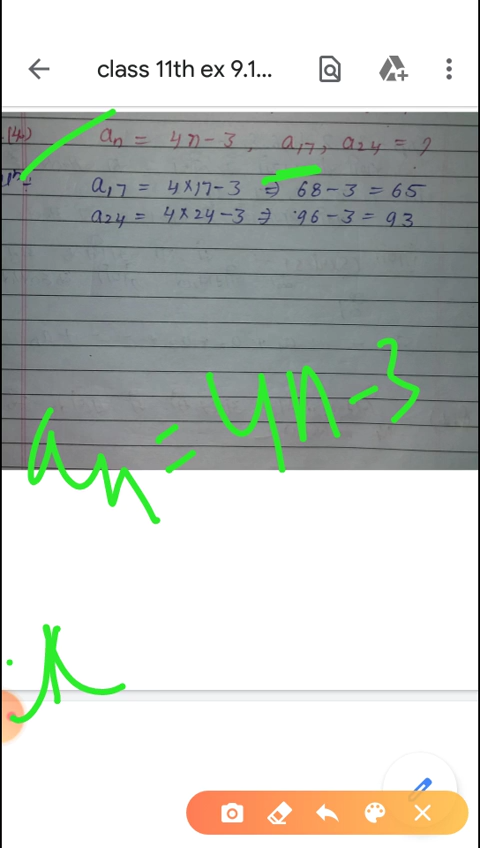 class 11th ex 9.1...
(4) an = 4n-3, a17, a24 = ?
a17 = 4×17-3 ⇒ 68-3 = 65
a24 = 4×24-3 ⇒ 96-3 = 93
an = 4n-3